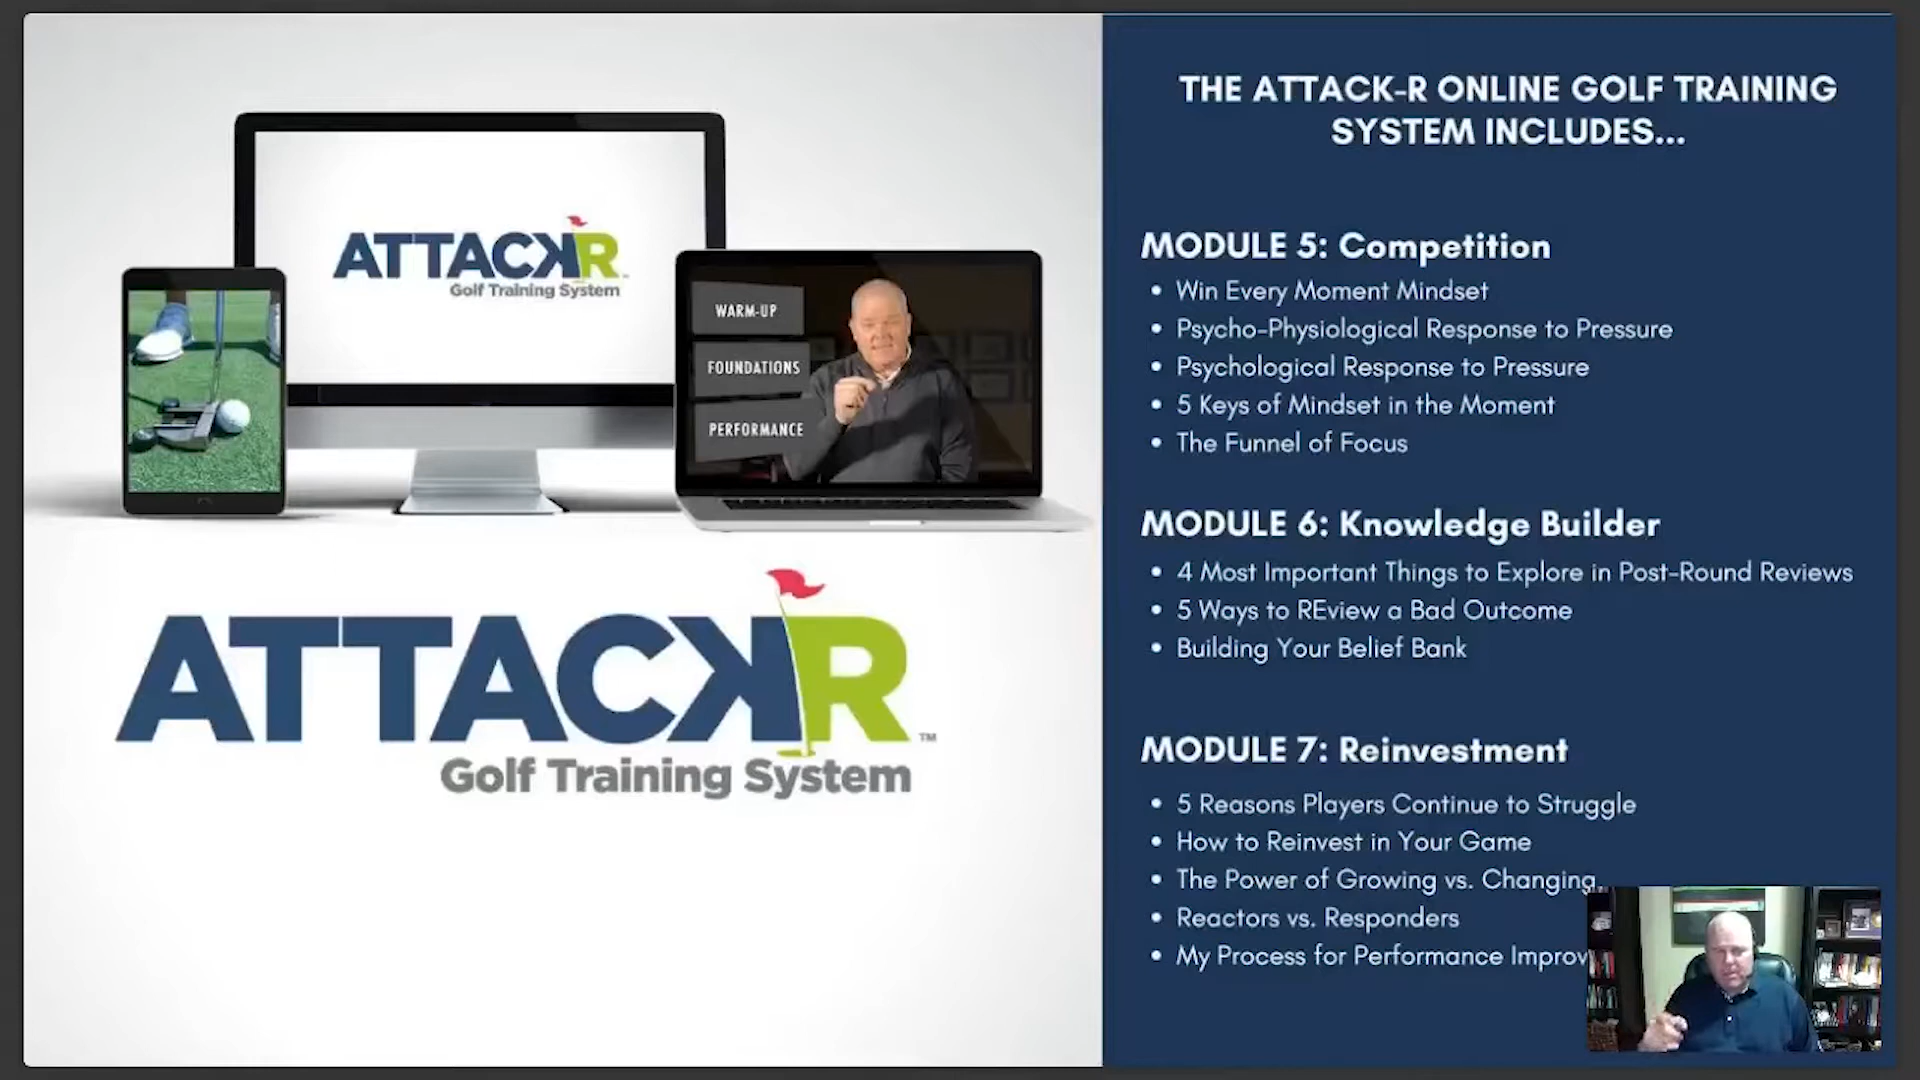 ATTACKR
Golf Training System
WARM-UP
FOUNDATIONS
PERFORMANCE
ATTACKR™
Golf Training System
THE ATTACK-R ONLINE GOLF TRAINING
SYSTEM INCLUDES...
MODULE 5: Competition
• Win Every Moment Mindset
• Psycho-Physiological Response to Pressure
• Psychological Response to Pressure
• 5 Keys of Mindset in the Moment
• The Funnel of Focus
MODULE 6: Knowledge Builder
• 4 Most Important Things to Explore in Post-Round Reviews
• 5 Ways to REview a Bad Outcome
• Building Your Belief Bank
MODULE 7: Reinvestment
• 5 Reasons Players Continue to Struggle
• How to Reinvest in Your Game
• The Power of Growing vs. Changing
• Reactors vs. Responders
• My Process for Performance Improv